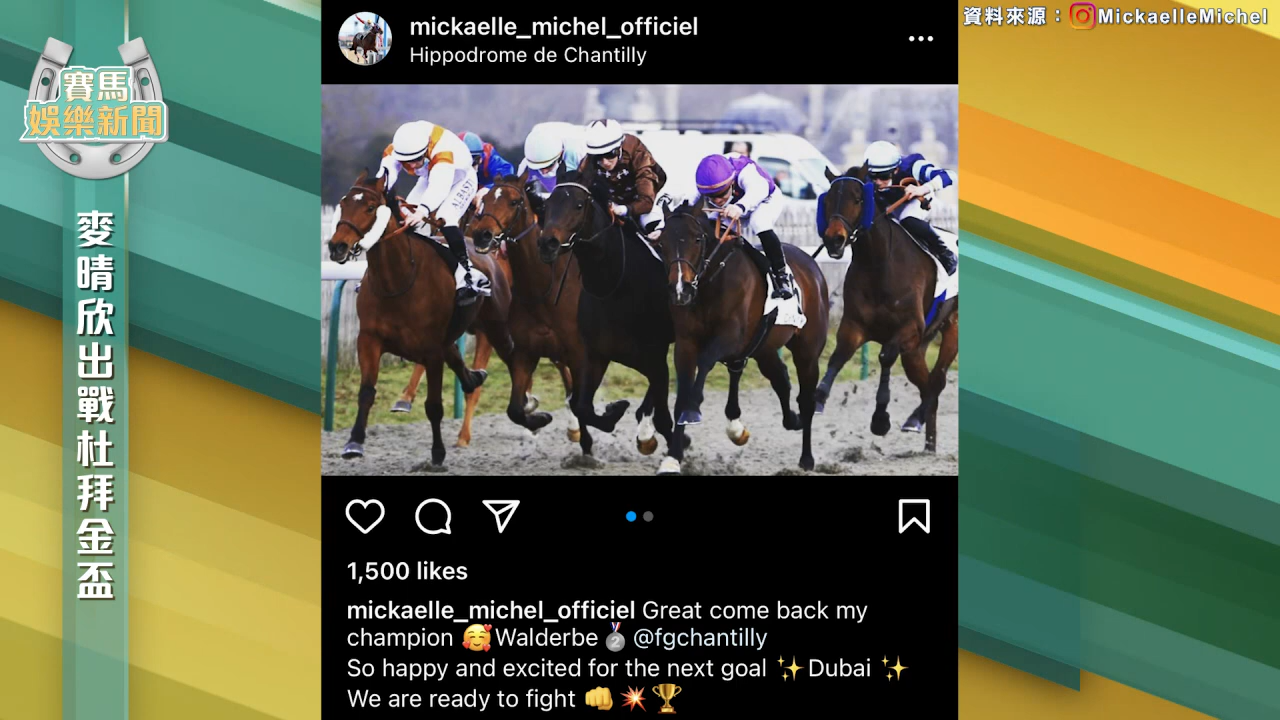 資料來源：MickaelleMichel
賽馬
娛樂新聞
麥晴欣出戰杜拜金盃
mickaelle_michel_officiel
Hippodrome de Chantilly
1,500 likes
mickaelle_michel_officiel Great come back my
champion 🥰 Walderbe 🥈 @fgchantilly
So happy and excited for the next goal ✨ Dubai ✨
We are ready to fight 👊 💥 🏆